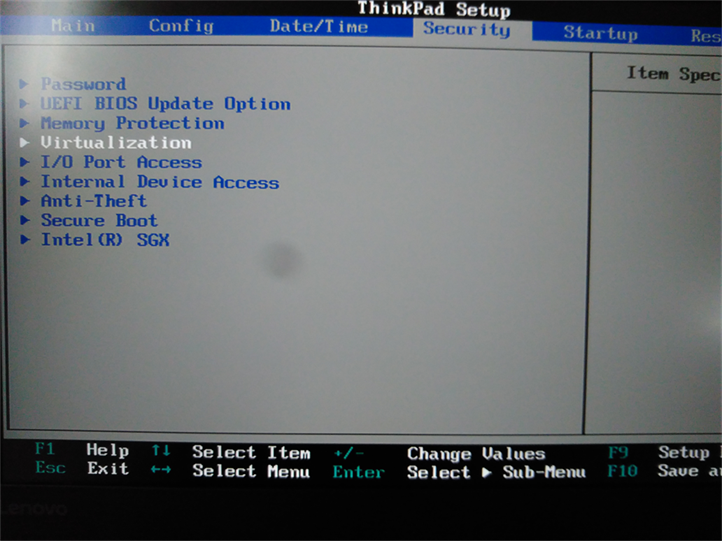 ThinkPad Setup
Main Config Date/Time Security Startup Res
Item Spec
▶ Password
▶ UEFI BIOS Update Option
▶ Memory Protection
▶ Virtualization
▶ I/O Port Access
▶ Internal Device Access
▶ Anti-Theft
▶ Secure Boot
▶ Intel(R) SGX
F1 Help ↑↓ Select Item +/- Change Values F9 Setup
Esc Exit ←→ Select Menu Enter Select ▶ Sub-Menu F10 Save a
Lenovo